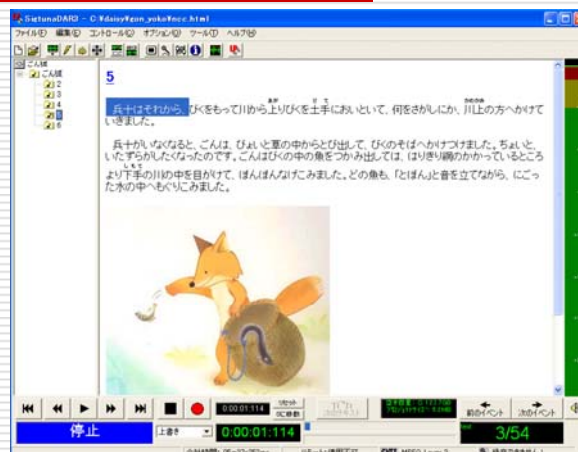 SigtunaDAR3 - C:¥daisy¥gon_yoko¥ncc.html
ファイル(F) 編集(E) コントロール(C) オプション(O) ツール(T) ヘルプ(H)
ごん狐
ごん狐
2
3
4
5
6
5
兵十はそれから、びくをもって川から上りびくを土手においといて、何をさがしにか、川上の方へかけて
いきました。
兵十がいなくなると、ごんは、ぴょいと草の中からとび出して、びくのそばへかけつけました。ちょいと、
いたずらがしたくなったのです。ごんはびくの中の魚をつかみ出しては、はりきり網のかかっているところ
より下手の川の中を目がけて、ぽんぽんなげこみました。どの魚も、「とぼん」と音を立てながら、にごっ
た水の中へもぐりこみました。
0:00:01:114
リセット
前のイベント 次のイベント
停止
上書き
0:00:01:114
3/54